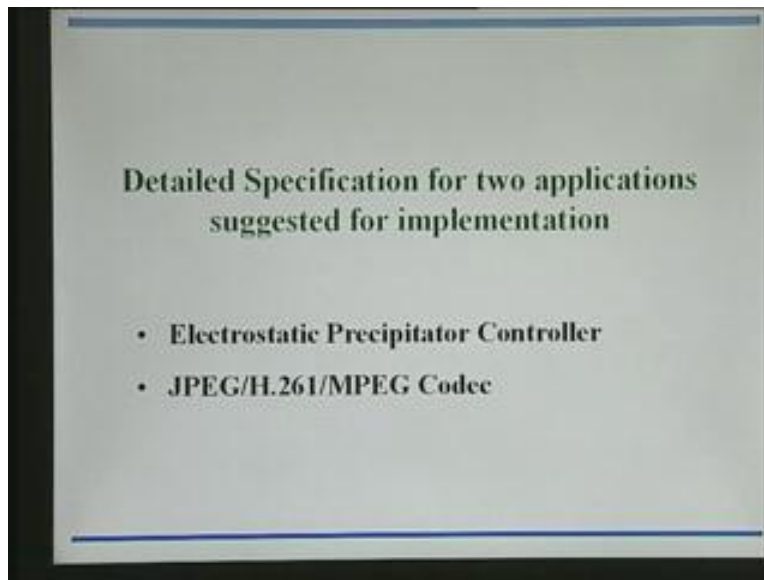 Detailed Specification for two applications
suggested for implementation
• Electrostatic Precipitator Controller
• JPEG/H.261/MPEG Codec